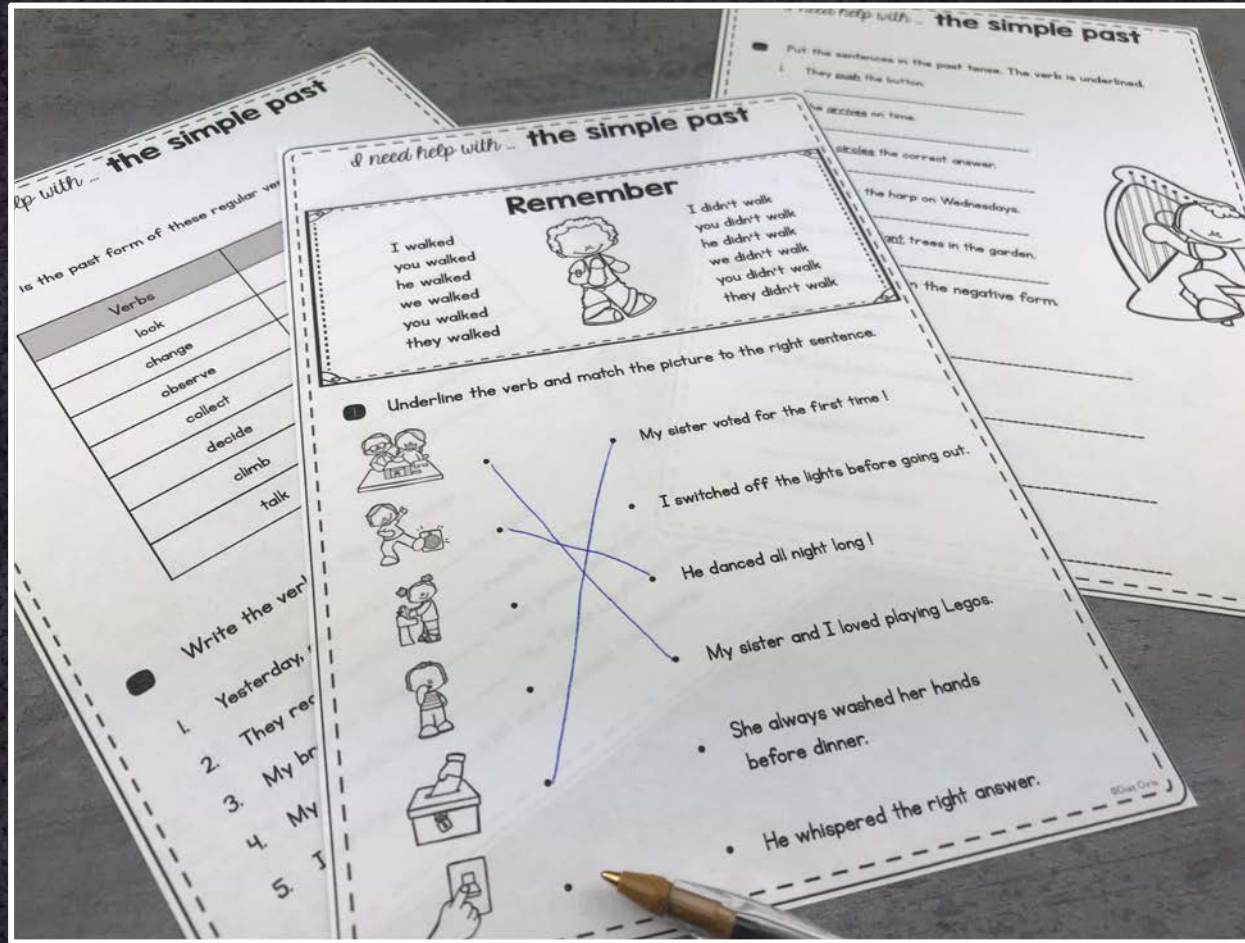 help with ... the simple past
is the past form of these regular
Verbs
look
change
observe
collect
decide
climb
talk
Write the
1. Yesterday,
2. They
3. My
4. My
5. I
I need help with ... the simple past
Remember
I walked
you walked
he walked
we walked
you walked
they walked
I didn't walk
you didn't walk
he didn't walk
we didn't walk
you didn't walk
they didn't walk
1 Underline the verb and match the picture to the right sentence.
My sister voted for the first time !
I switched off the lights before going out.
He danced all night long !
My sister and I loved playing Legos.
She always washed her hands
before dinner.
He whispered the right answer.
I need help with ... the simple past
Put the sentences in the past tense. The verb is underlined.
1. They push the button.
arrives on time.
circles the correct answer.
the harp on Wednesdays.
trees in the garden.
the negative form.